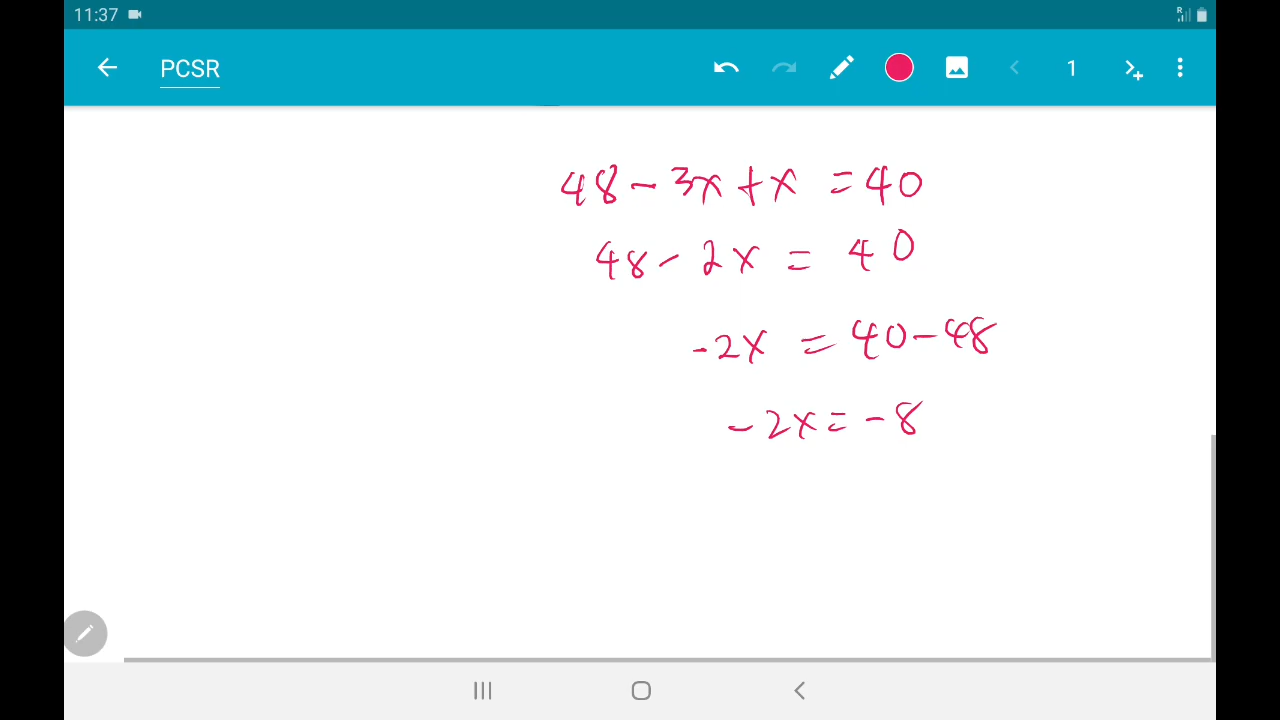 11:37
PCSR
1
48 - 3x + x = 40
48 - 2x = 40
-2x = 40 - 48
-2x = -8